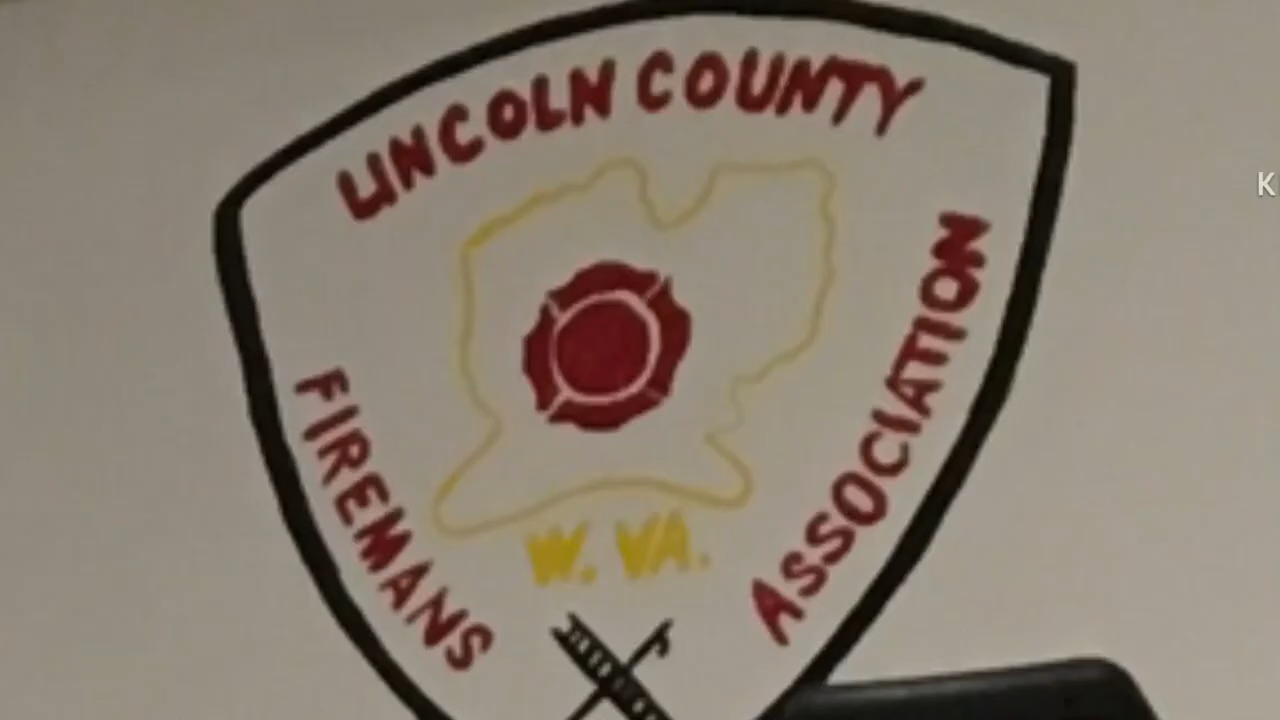 LINCOLN COUNTY
FIREMANS
ASSOCIATION
W. VA.
K